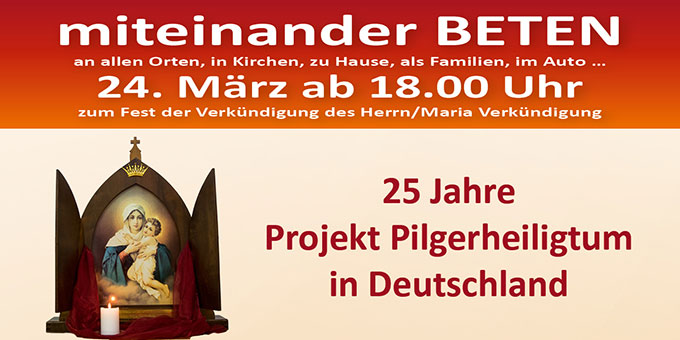 miteinander BETEN
an allen Orten, in Kirchen, zu Hause, als Familien, im Auto ...
24. März ab 18.00 Uhr
zum Fest der Verkündigung des Herrn/Maria Verkündigung
25 Jahre
Projekt Pilgerheiligtum
in Deutschland